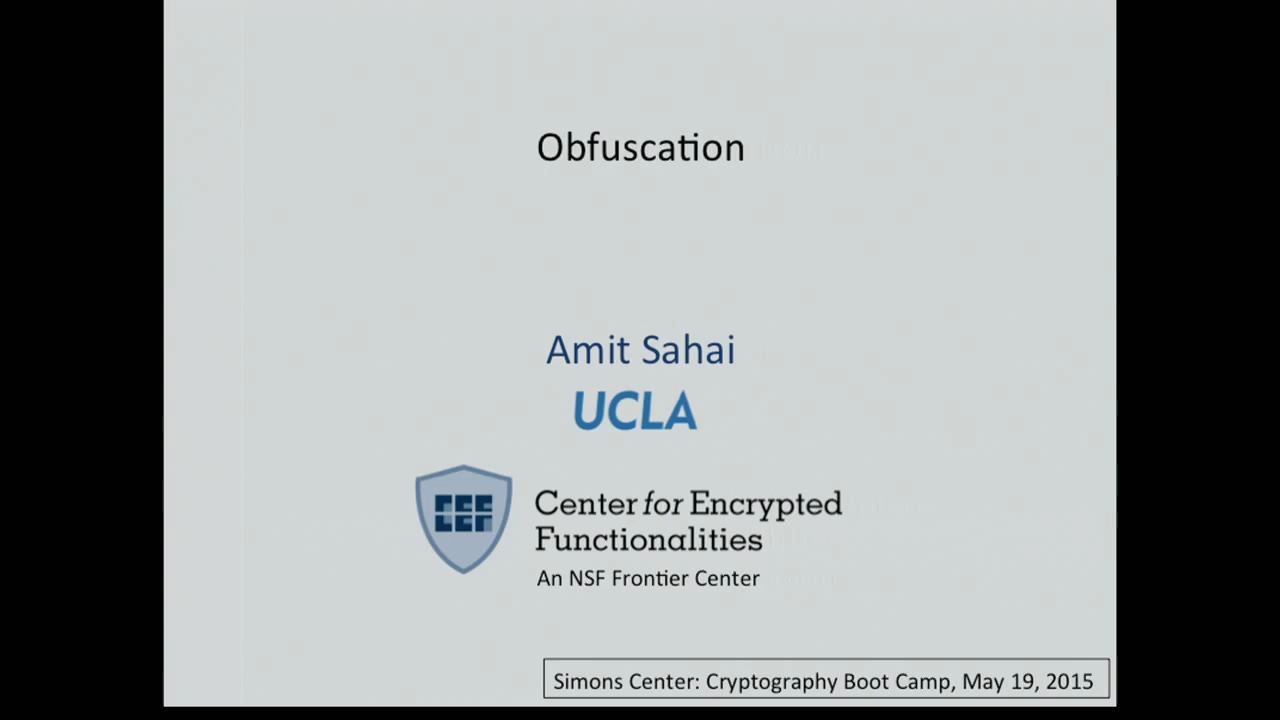 Obfuscation
Amit Sahai
UCLA
CEF
Center for Encrypted
Functionalities
An NSF Frontier Center
Simons Center: Cryptography Boot Camp, May 19, 2015